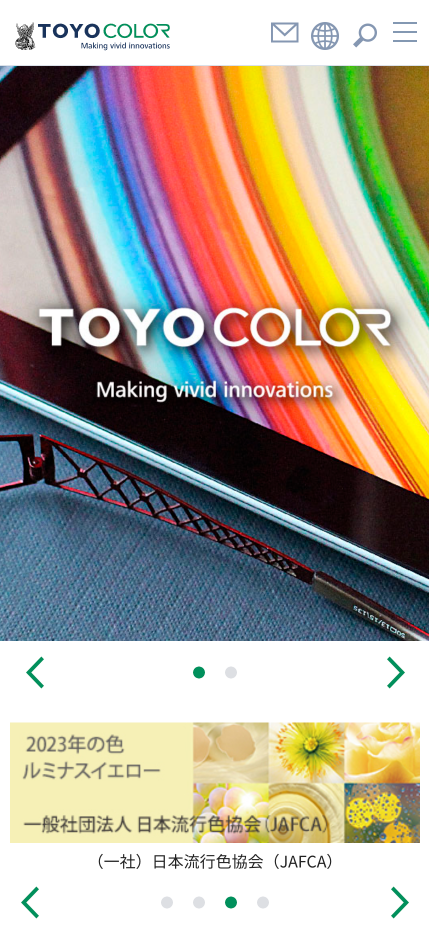 TOYOCOLOR
Making vivid innovations
TOYOCOLOR
Making vivid innovations
2023年の色
ルミナスイエロー
一般社団法人 日本流行色協会（JAFCA）
（一社）日本流行色協会（JAFCA）